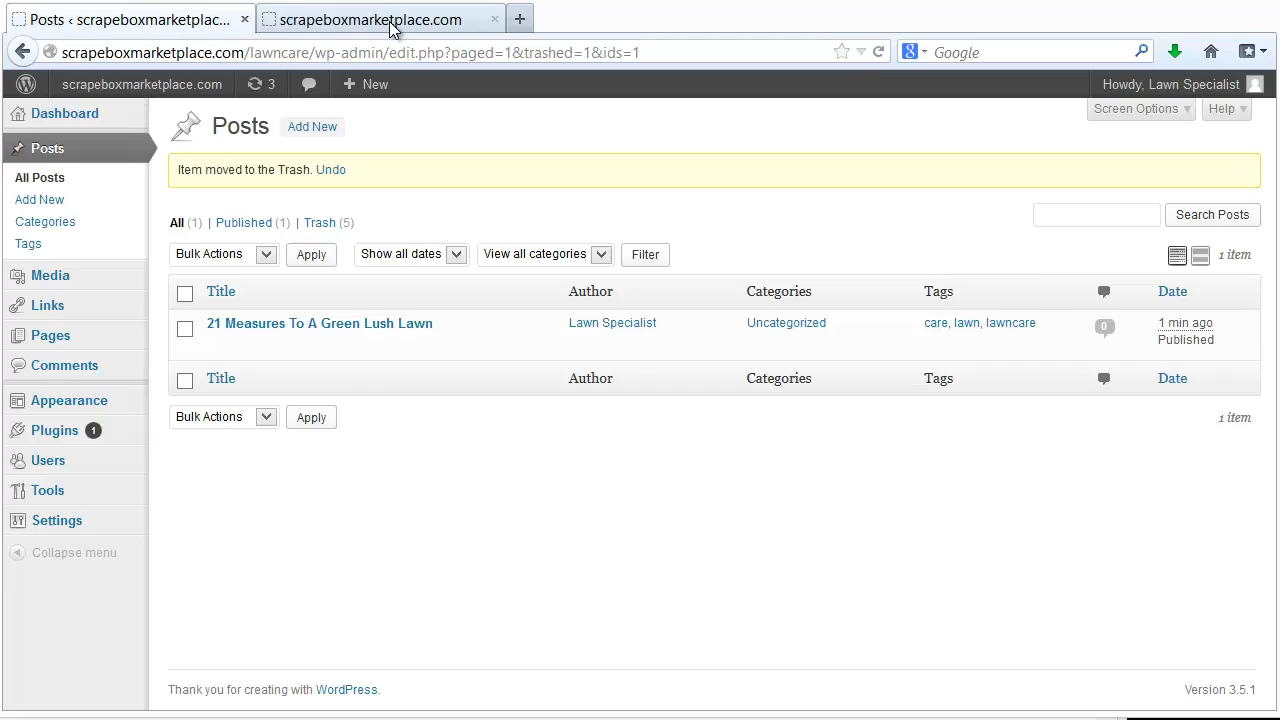 Posts ‹ scrapeboxmarketplac... ×
scrapeboxmarketplace.com ×
scrapeboxmarketplace.com/lawncare/wp-admin/edit.php?paged=1&trashed=1&ids=1
Google
scrapeboxmarketplace.com 3 New Howdy, Lawn Specialist
Dashboard
Posts
All Posts
Add New
Categories
Tags
Media
Links
Pages
Comments
Appearance
Plugins 1
Users
Tools
Settings
Collapse menu
Screen Options Help
Posts Add New
Item moved to the Trash. Undo
All (1) | Published (1) | Trash (5)
Search Posts
Bulk Actions Apply Show all dates View all categories Filter 1 item
Title Author Categories Tags Date
21 Measures To A Green Lush Lawn Lawn Specialist Uncategorized care, lawn, lawncare 0 1 min ago
Published
Title Author Categories Tags Date
Bulk Actions Apply 1 item
Thank you for creating with WordPress. Version 3.5.1